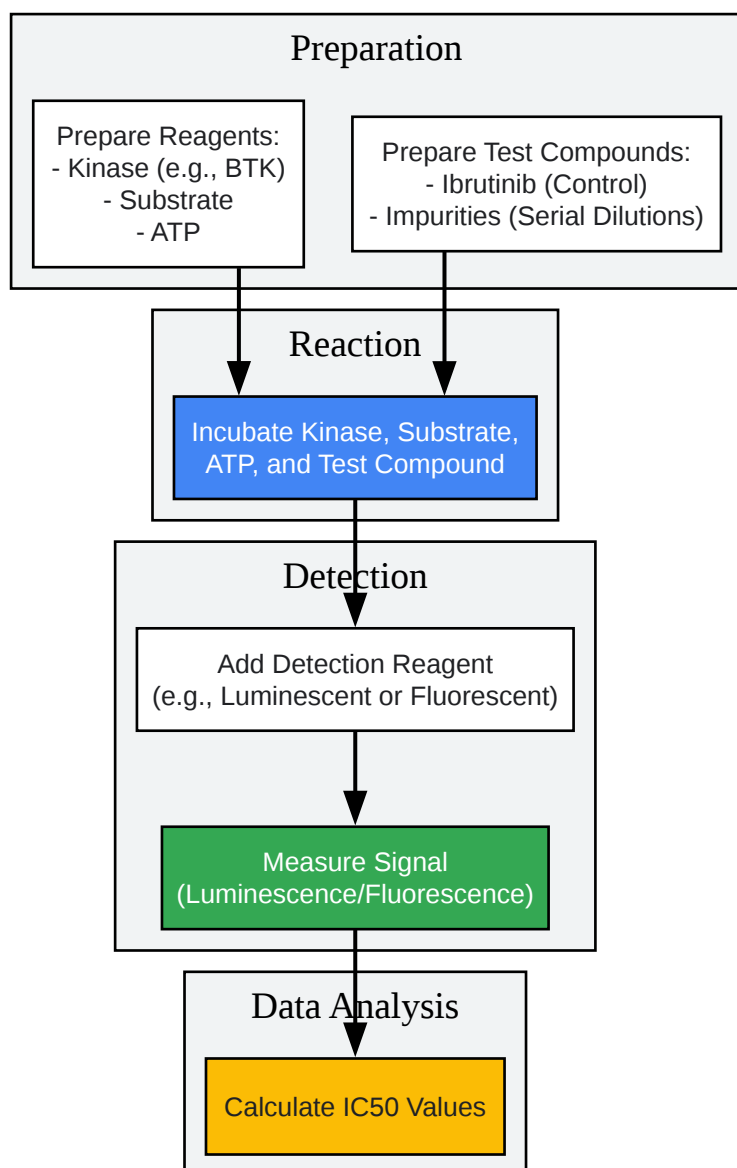 Preparation
Prepare Reagents:
- Kinase (e.g., BTK)
- Substrate
- ATP
Prepare Test Compounds:
- Ibrutinib (Control)
- Impurities (Serial Dilutions)
Reaction
Incubate Kinase, Substrate,
ATP, and Test Compound
Detection
Add Detection Reagent
(e.g., Luminescent or Fluorescent)
Measure Signal
(Luminescence/Fluorescence)
Data Analysis
Calculate IC50 Values